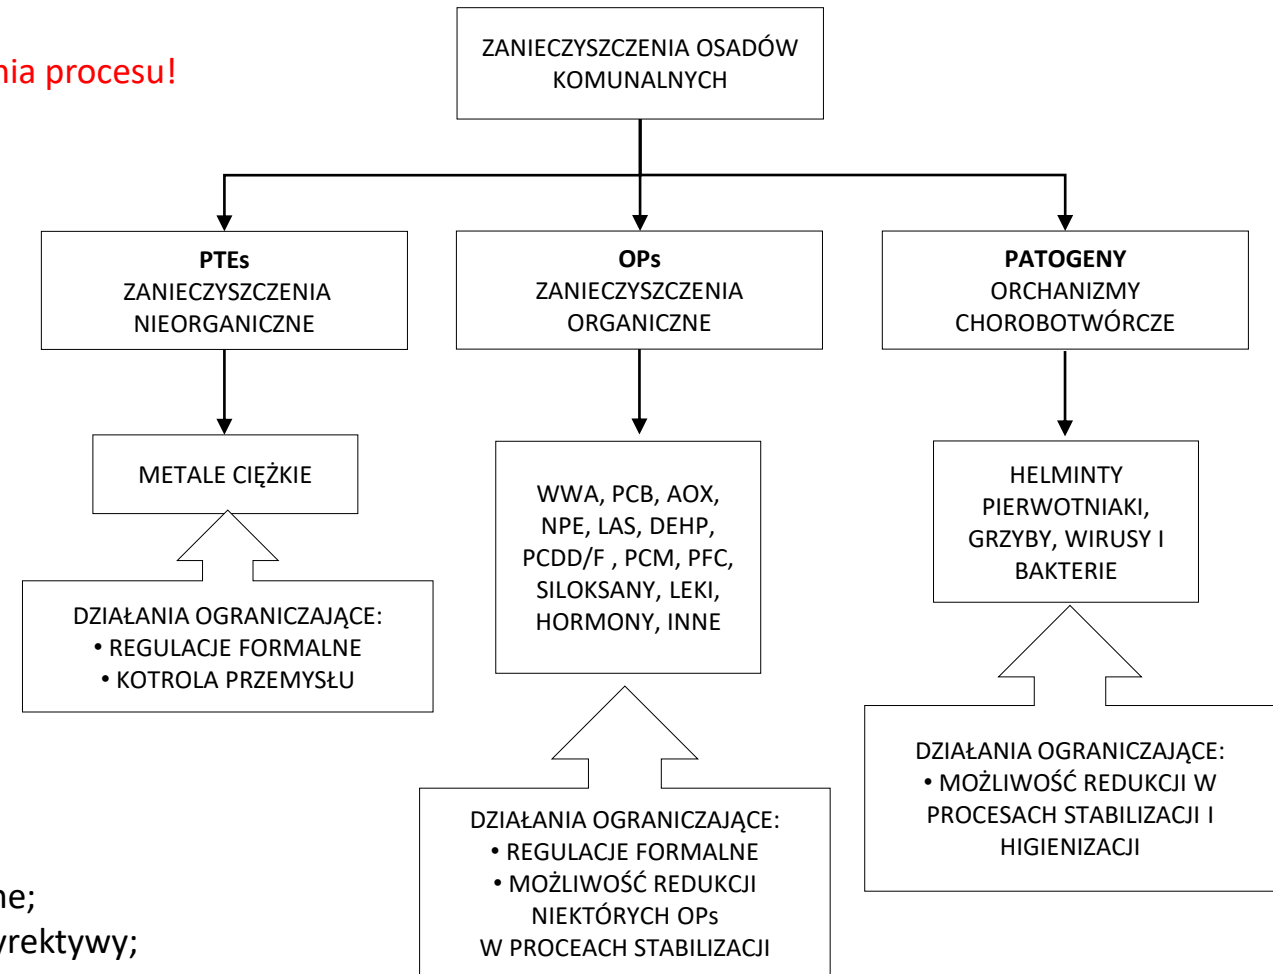 nia procesu!
ZANIECZYSZCZENIA OSADÓW
KOMUNALNYCH
PTEs
ZANIECZYSZCZENIA
NIEORGANICZNE
OPs
ZANIECZYSZCZENIA
ORGANICZNE
PATOGENY
ORCHANIZMY
CHOROBOTWÓRCZE
METALE CIĘŻKIE
WWA, PCB, AOX,
NPE, LAS, DEHP,
PCDD/F , PCM, PFC,
SILOKSANY, LEKI,
HORMONY, INNE
HELMINTY
PIERWOTNIAKI,
GRZYBY, WIRUSY I
BAKTERIE
DZIAŁANIA OGRANICZAJĄCE:
• REGULACJE FORMALNE
• KOTROLA PRZEMYSŁU
DZIAŁANIA OGRANICZAJĄCE:
• REGULACJE FORMALNE
• MOŻLIWOŚĆ REDUKCJI
NIEKTÓRYCH OPs
W PROCEACH STABILIZACJI
DZIAŁANIA OGRANICZAJĄCE:
• MOŻLIWOŚĆ REDUKCJI W
PROCESACH STABILIZACJI I
HIGIENIZACJI
ne;
yrektywy;